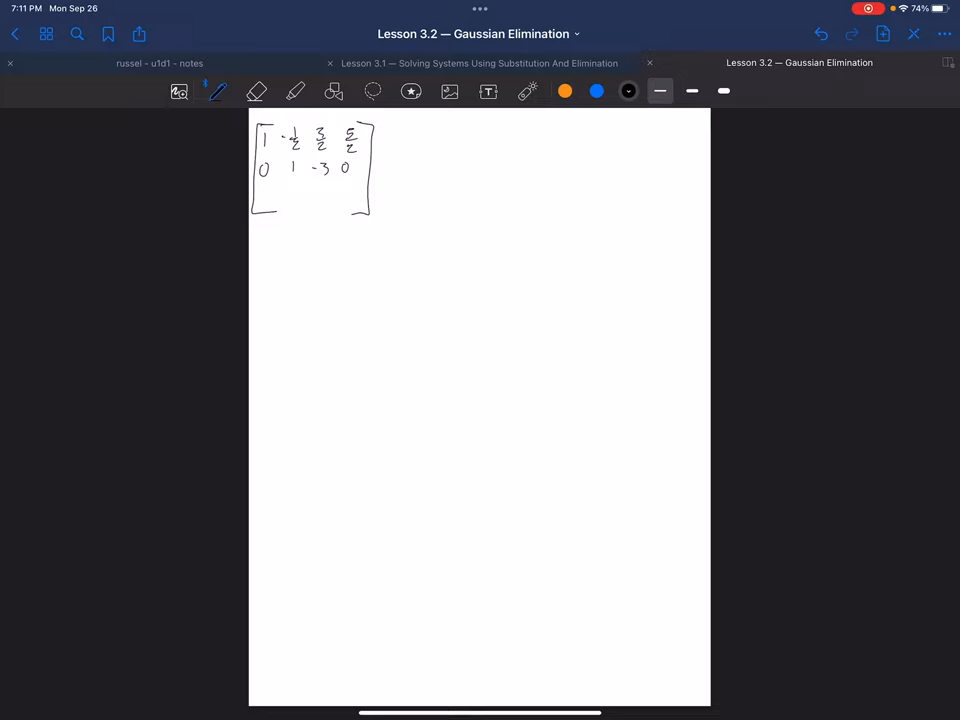 7:11 PM Mon Sep 26
74%
Lesson 3.2 — Gaussian Elimination
russel - u1d1 - notes
Lesson 3.1 — Solving Systems Using Substitution And Elimination
Lesson 3.2 — Gaussian Elimination
1 -1/2 3/2 5/2
0 1 -3 0